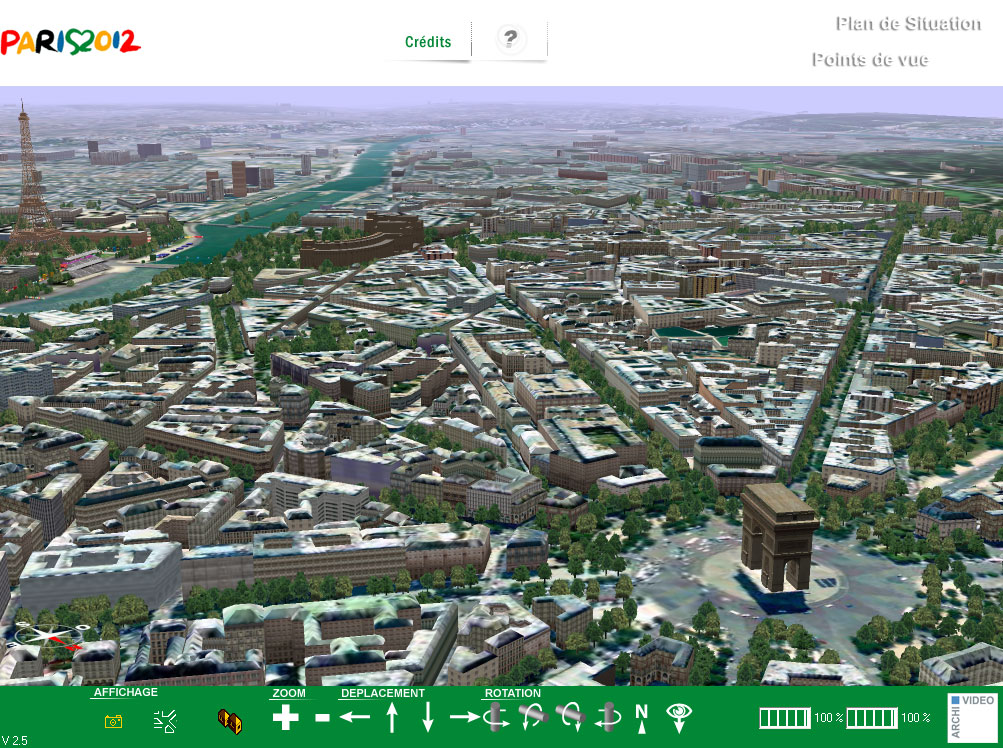 PARIS2012
Crédits
?
Plan de Situation
Points de vue
AFFICHAGE
ZOOM
DEPLACEMENT
ROTATION
N
100 %
100 %
ARCHI
VIDEO
V 2.5